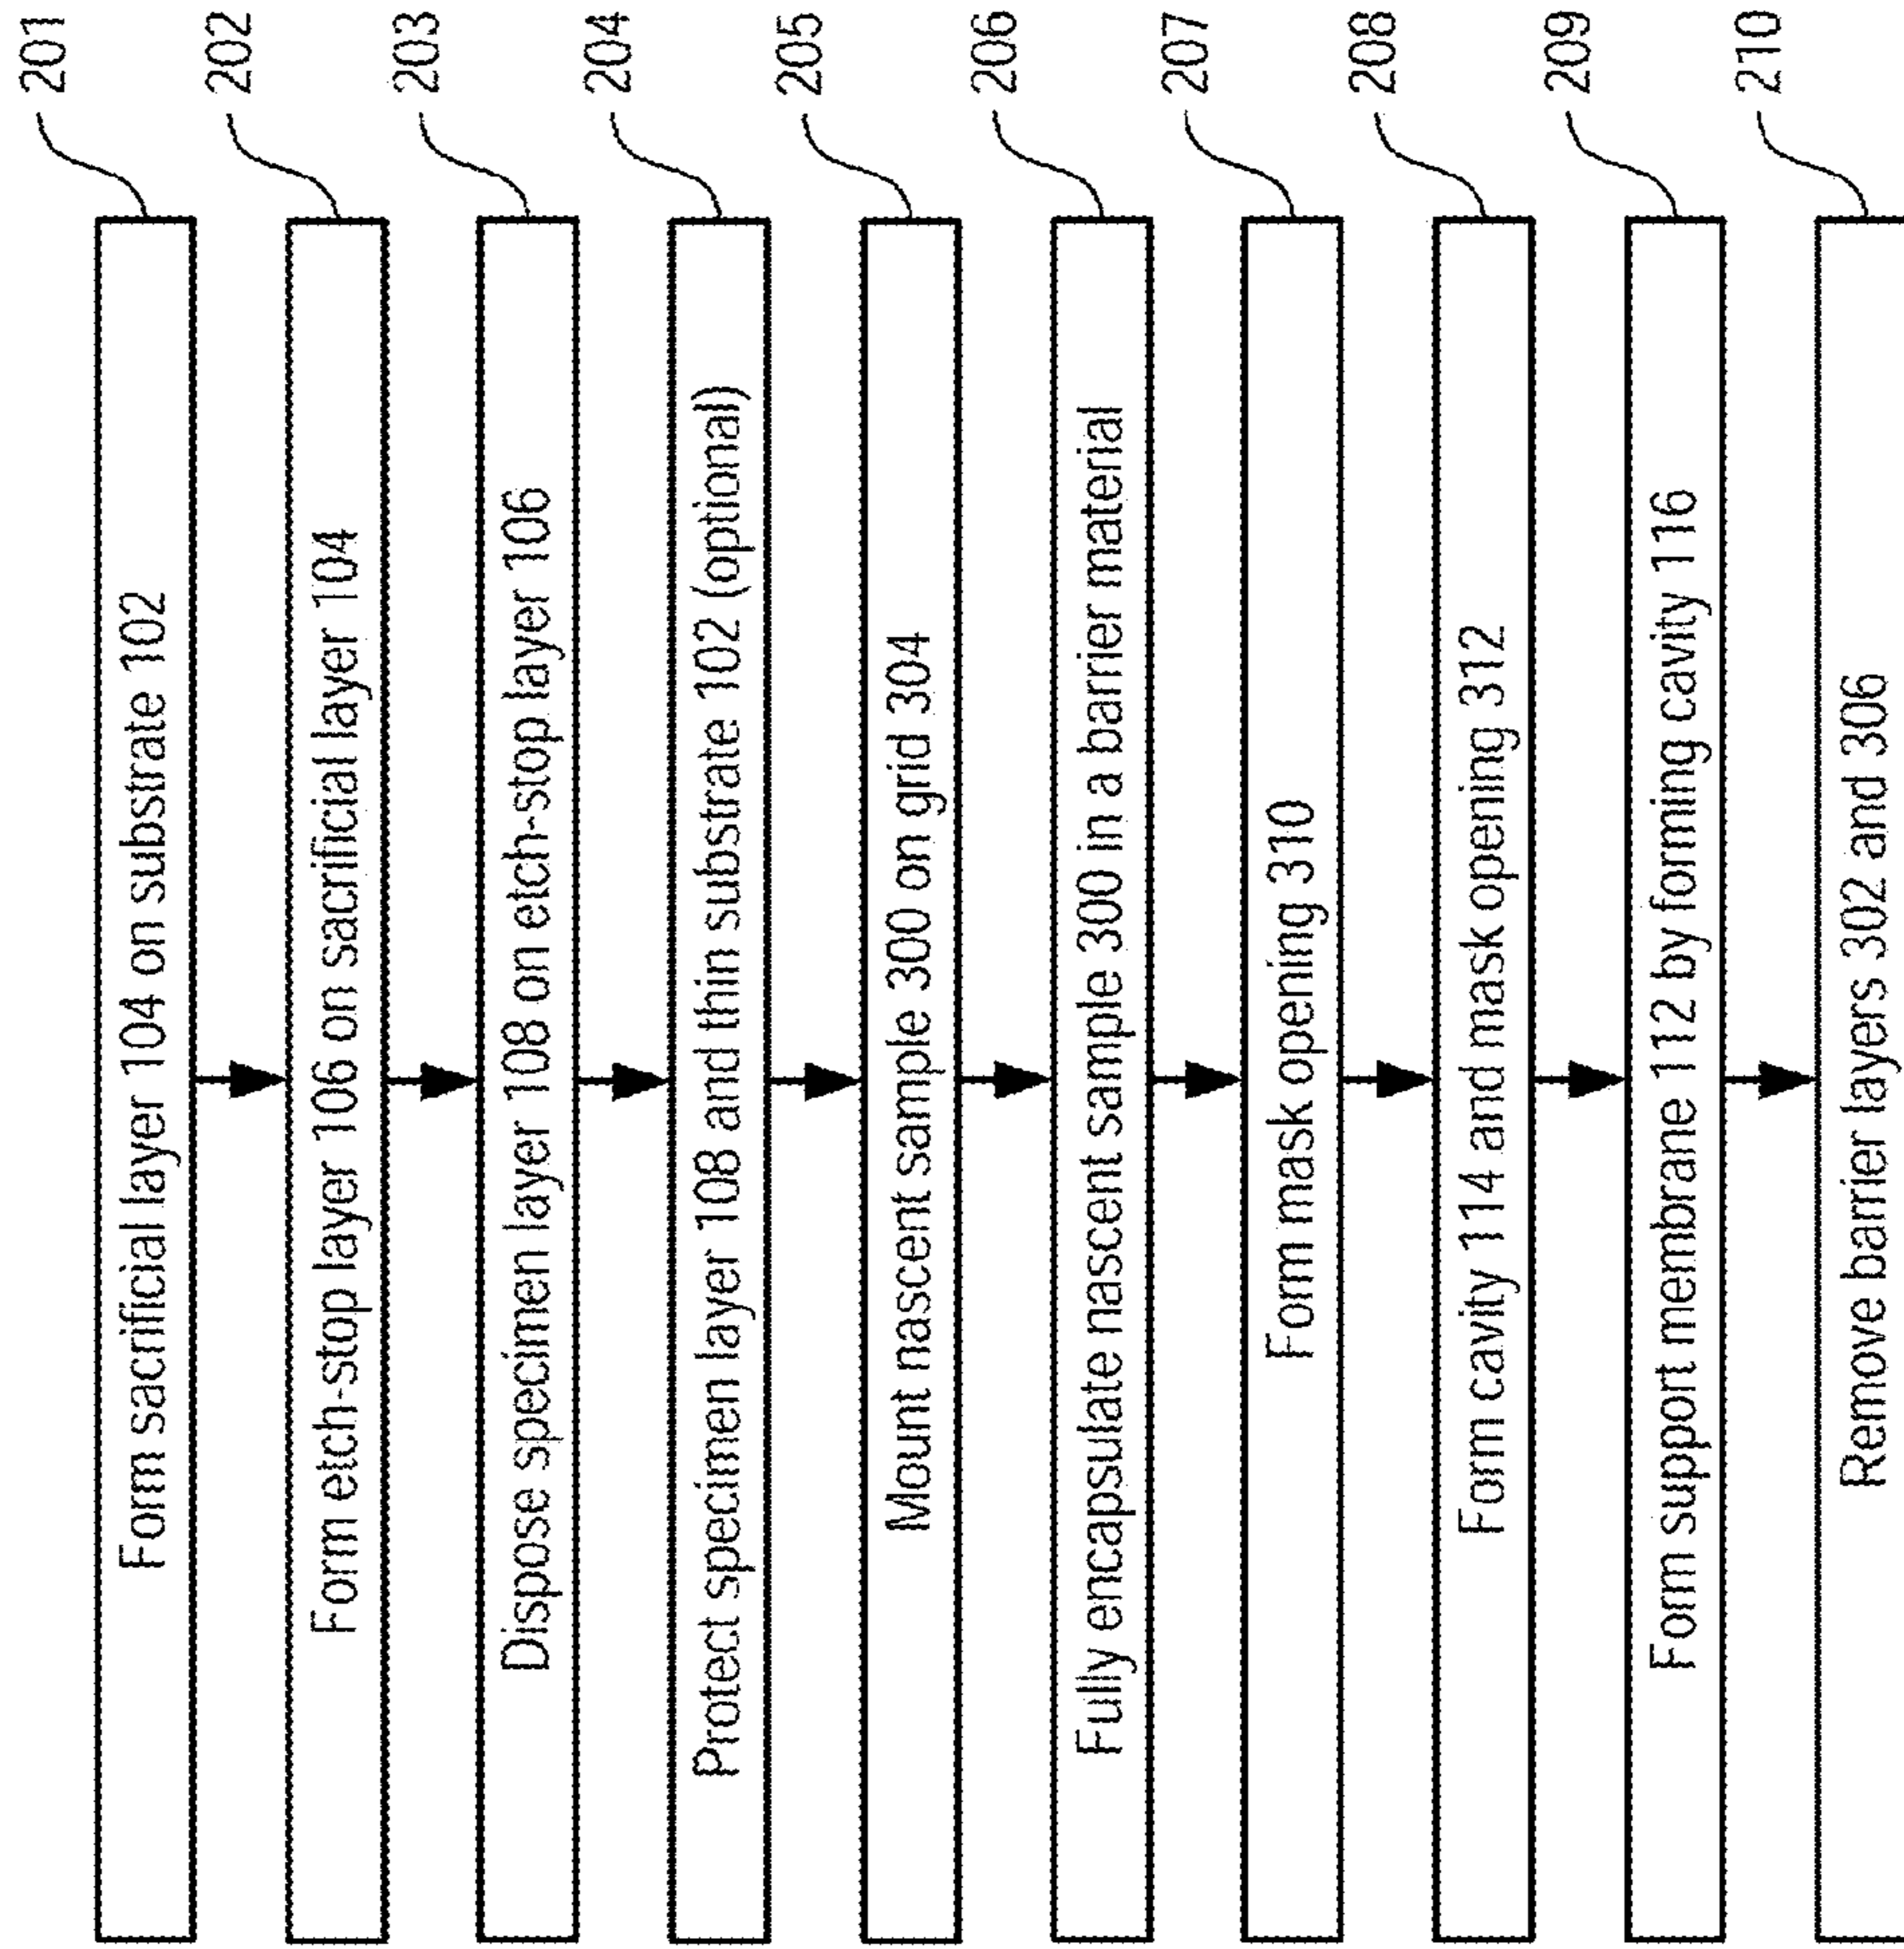 201
Form sacrificial layer 104 on substrate 102
202
Form etch-stop layer 106 on sacrificial layer 104
203
Dispose specimen layer 108 on etch-stop layer 106
204
Protect specimen layer 108 and thin substrate 102 (optional)
205
Mount nascent sample 300 on grid 304
206
Fully encapsulate nascent sample 300 in a barrier material
207
Form mask opening 310
208
Form cavity 114 and mask opening 312
209
Form support membrane 112 by forming cavity 116
210
Remove barrier layers 302 and 306